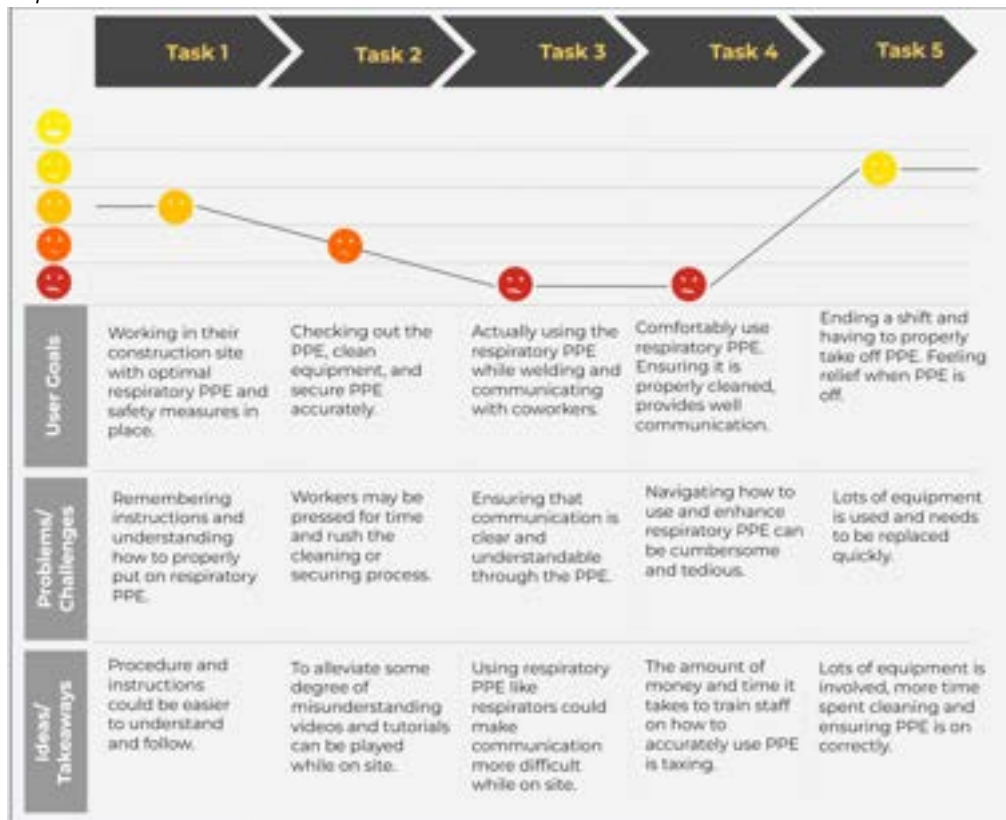 Task 1
Task 2
Task 3
Task 4
Task 5
User Goals
Working in their
construction site
with optimal
respiratory PPE and
safety measures in
place.
Checking out the
PPE, clean
equipment, and
secure PPE
accurately.
Actually using the
respiratory PPE
while welding and
communicating
with coworkers.
Comfortably use
respiratory PPE.
Ensuring it is
properly cleaned,
provides well
communication.
Ending a shift and
having to properly
take off PPE. Feeling
relief when PPE is
off.
Problems/
Challenges
Remembering
instructions and
understanding
how to properly
put on respiratory
PPE.
Workers may be
pressed for time
and rush the
cleaning or
securing process.
Ensuring that
communication is
clear and
understandable
through the PPE.
Navigating how to
use and enhance
respiratory PPE can
be cumbersome
and tedious.
Lots of equipment
is used and needs
to be replaced
quickly.
Ideas/
Takeaways
Procedure and
instructions
could be easier
to understand
and follow.
To alleviate some
degree of
misunderstanding
videos and tutorials
can be played
while on site.
Using respiratory
PPE like
respirators could
make
communication
more difficult
while on site.
The amount of
money and time it
takes to train staff
on how to
accurately use PPE
is taxing.
Lots of equipment is
involved, more time
spent cleaning and
ensuring PPE is on
correctly.